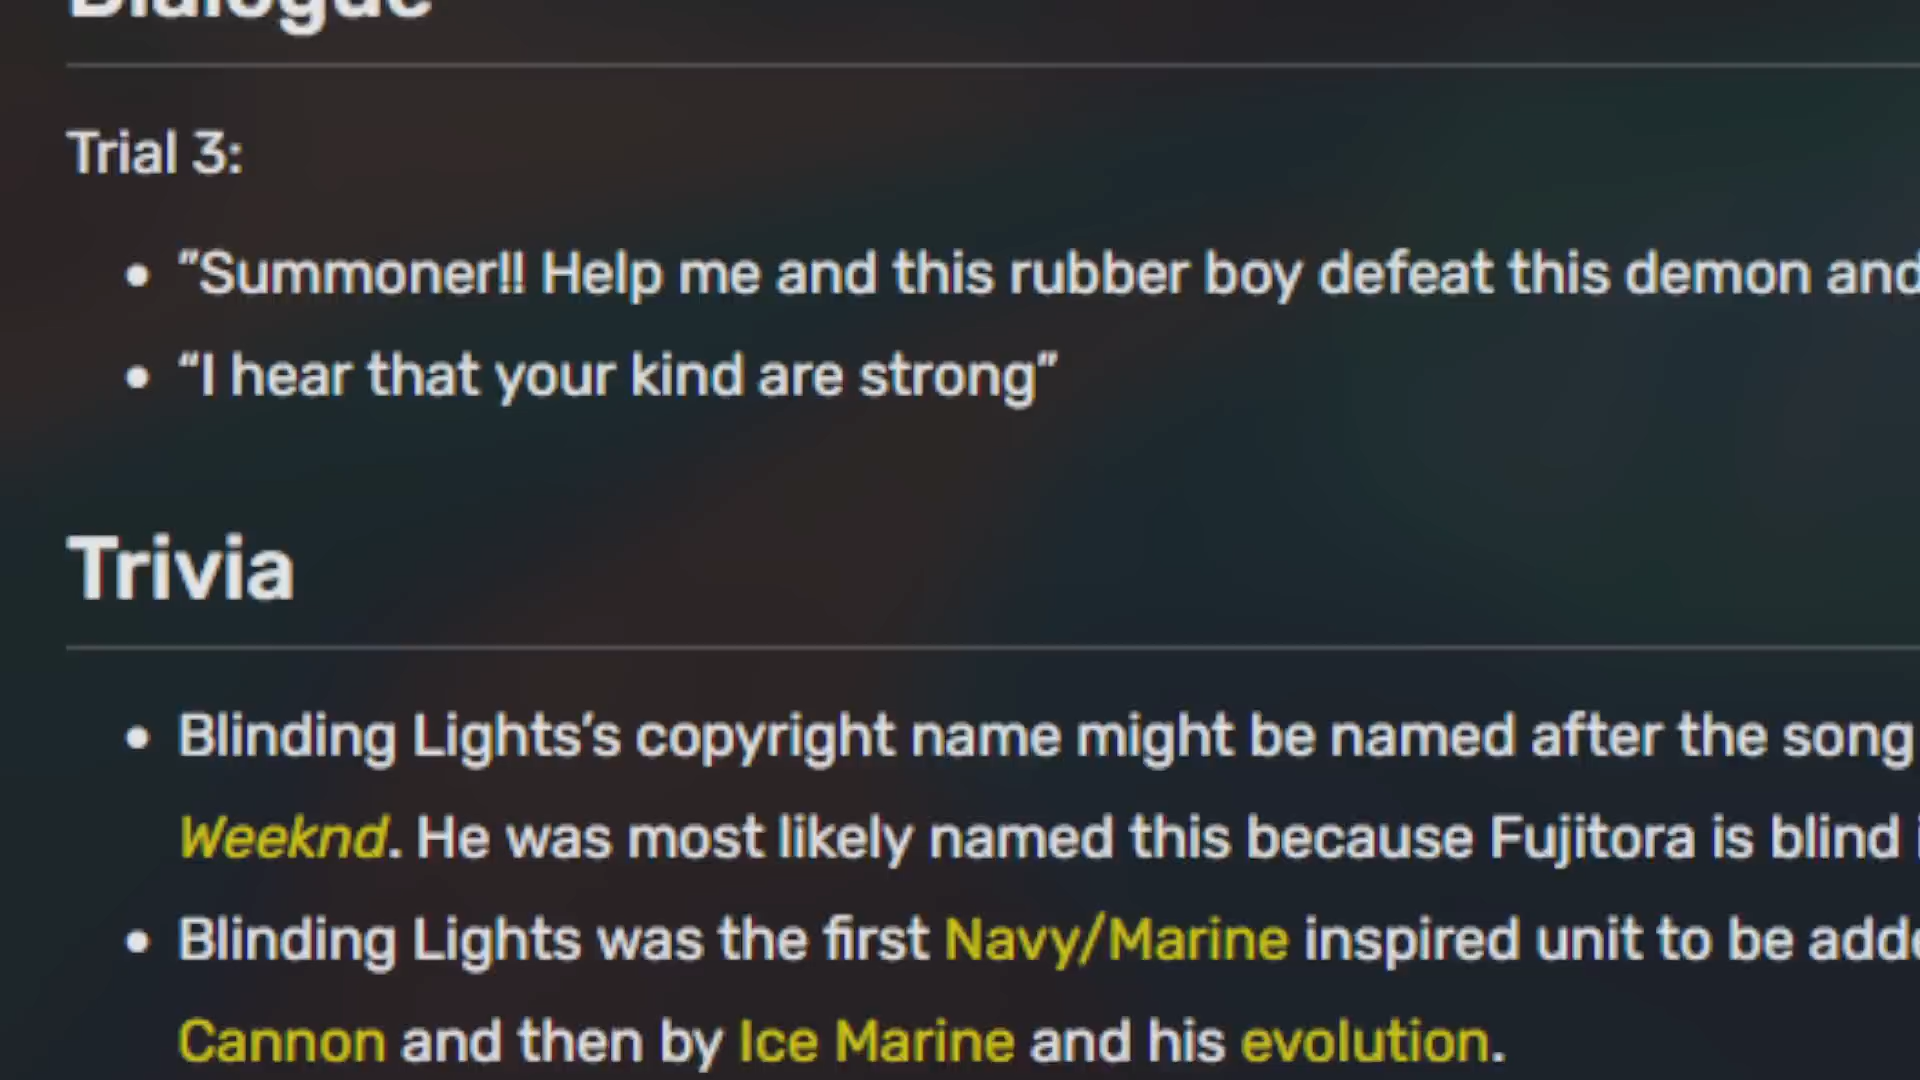 Dialogue
Trial 3:
"Summoner!! Help me and this rubber boy defeat this demon and
“I hear that your kind are strong”
Trivia
Blinding Lights’s copyright name might be named after the song
Weeknd. He was most likely named this because Fujitora is blind
Blinding Lights was the first Navy/Marine inspired unit to be
Cannon and then by Ice Marine and his evolution.